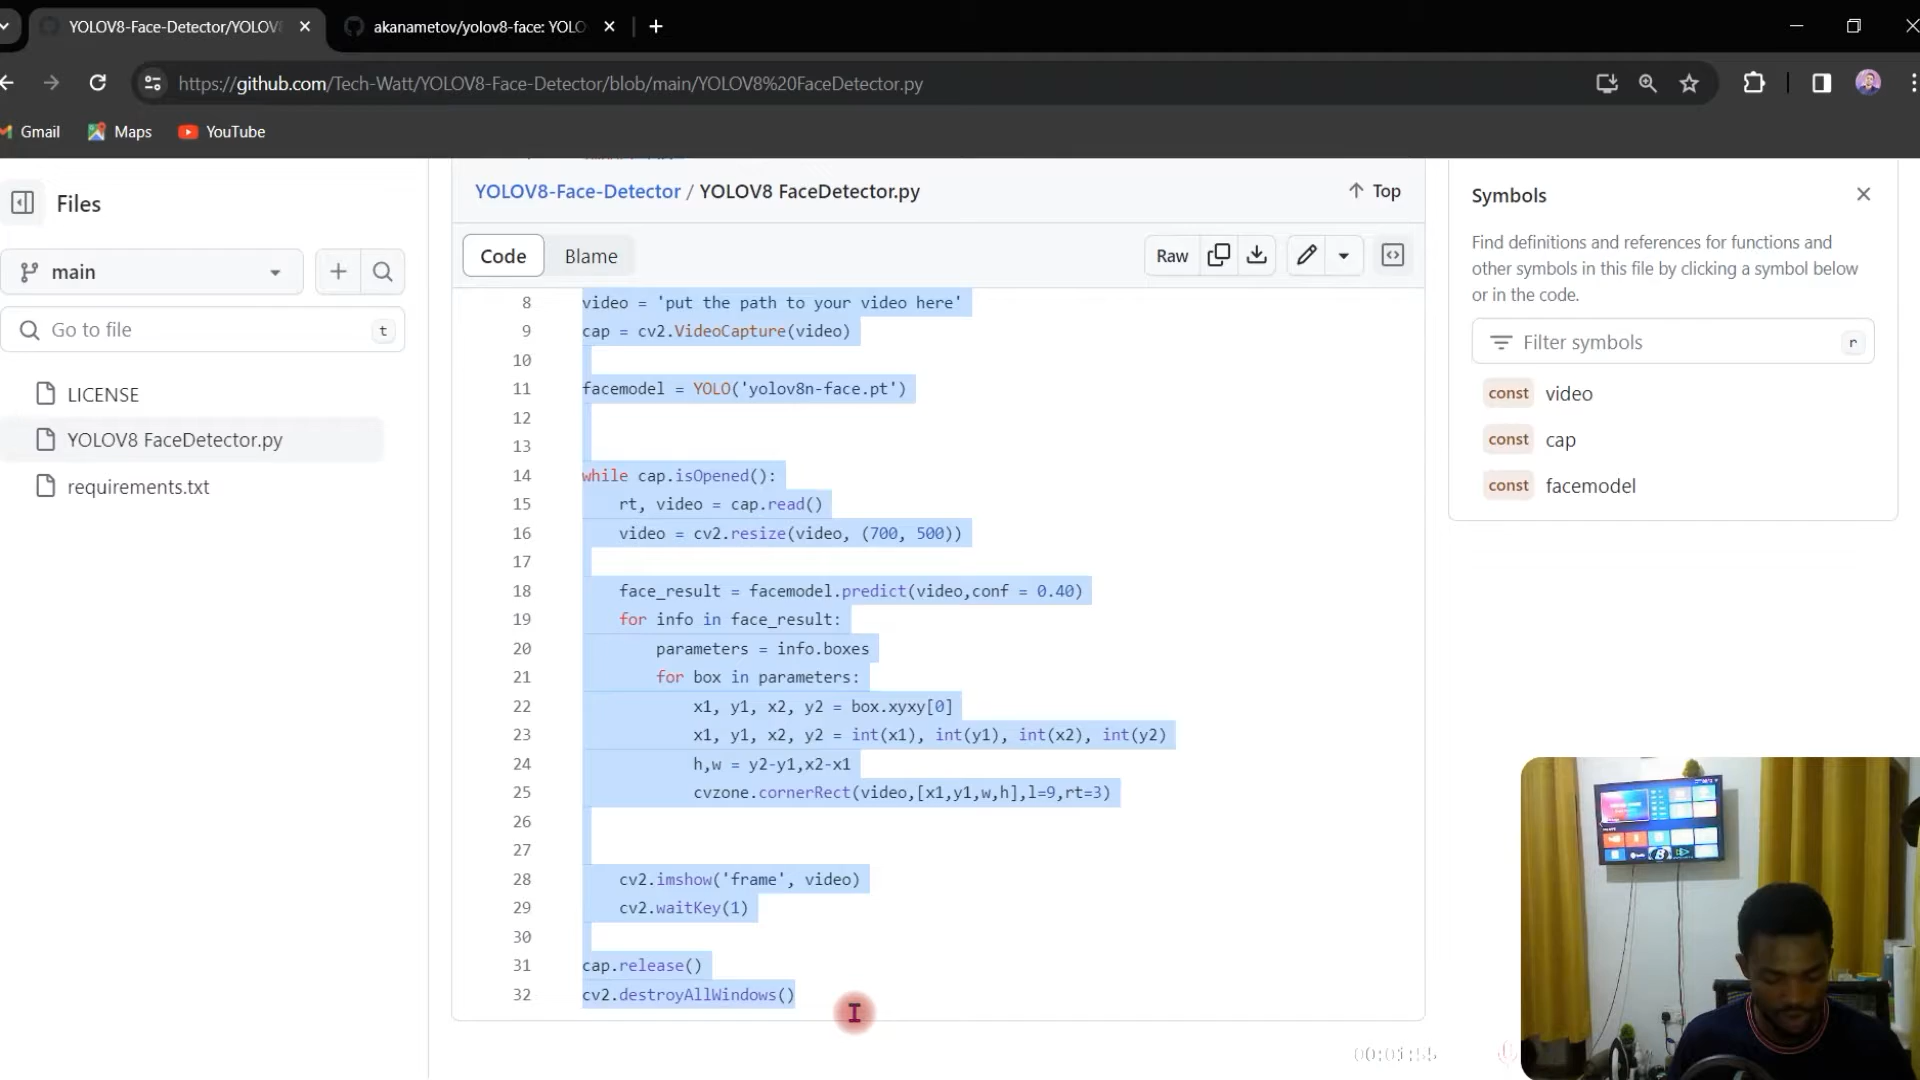 YOLOV8-Face-Detector/YOLOV8
akanametov/yolov8-face: YOLO
https://github.com/Tech-Watt/YOLOV8-Face-Detector/blob/main/YOLOV8%20FaceDetector.py
Gmail
Maps
YouTube
Files
main
Go to file
t
LICENSE
YOLOV8 FaceDetector.py
requirements.txt
YOLOV8-Face-Detector / YOLOV8 FaceDetector.py
Top
Code
Blame
Raw
8 video = 'put the path to your video here'
9 cap = cv2.VideoCapture(video)
10
11 facemodel = YOLO('yolov8n-face.pt')
12
13
14 while cap.isOpened():
15 rt, video = cap.read()
16 video = cv2.resize(video, (700, 500))
17
18 face_result = facemodel.predict(video,conf = 0.40)
19 for info in face_result:
20 parameters = info.boxes
21 for box in parameters:
22 x1, y1, x2, y2 = box.xyxy[0]
23 x1, y1, x2, y2 = int(x1), int(y1), int(x2), int(y2)
24 h,w = y2-y1,x2-x1
25 cvzone.cornerRect(video,[x1,y1,w,h],l=9,rt=3)
26
27
28 cv2.imshow('frame', video)
29 cv2.waitKey(1)
30
31 cap.release()
32 cv2.destroyAllWindows()
Symbols
Find definitions and references for functions and
other symbols in this file by clicking a symbol below
or in the code.
Filter symbols
r
const video
const cap
const facemodel